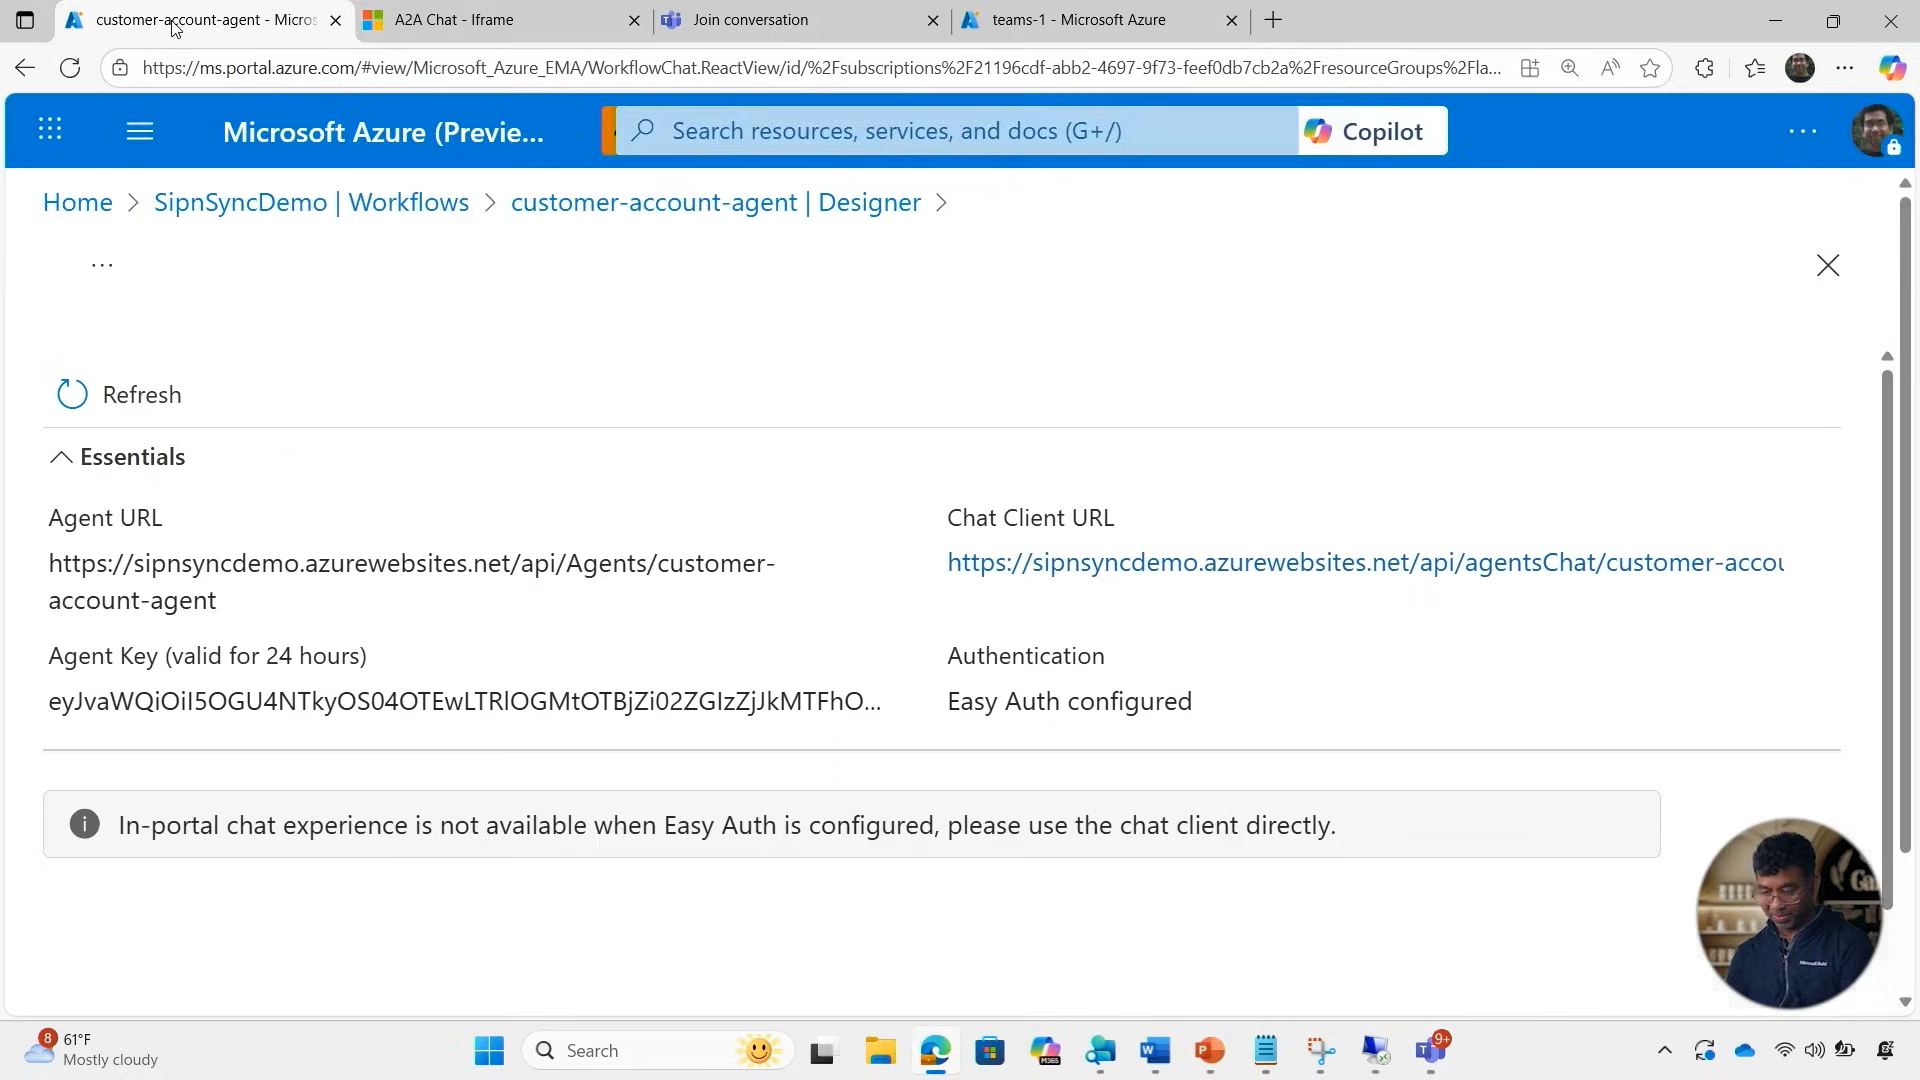 customer-account-agent - Micros
A2A Chat - Iframe
Join conversation
teams-1 - Microsoft Azure
https://ms.portal.azure.com/#view/Microsoft_Azure_EMA/WorkflowChat.ReactView/id/%2Fsubscriptions%2F21196cdf-abb2-4697-9f73-feef0db7cb2a%2FresourceGroups%2Fla...
Microsoft Azure (Previe...
Search resources, services, and docs (G+/)
Copilot
Home > SipnSyncDemo | Workflows > customer-account-agent | Designer >
...
Refresh
Essentials
Agent URL
https://sipnsyncdemo.azurewebsites.net/api/Agents/customer-
account-agent
Chat Client URL
https://sipnsyncdemo.azurewebsites.net/api/agentsChat/customer-accou
Agent Key (valid for 24 hours)
eyJvaWQiOiI5OGU4NTkyOS04OTEwLTRlOGMtOTBjZi02ZGIzZjJkMTFhO...
Authentication
Easy Auth configured
In-portal chat experience is not available when Easy Auth is configured, please use the chat client directly.
Microsoft Build
8
61°F
Mostly cloudy
Search
M365
9+